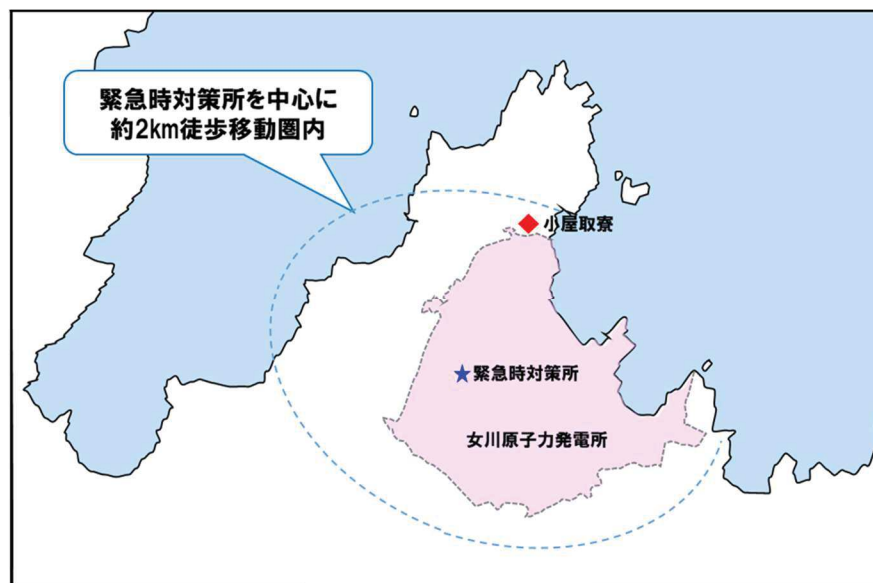 緊急時対策所を中心に
約2km徒歩移動圏内
小屋取寮
緊急時対策所
女川原子力発電所